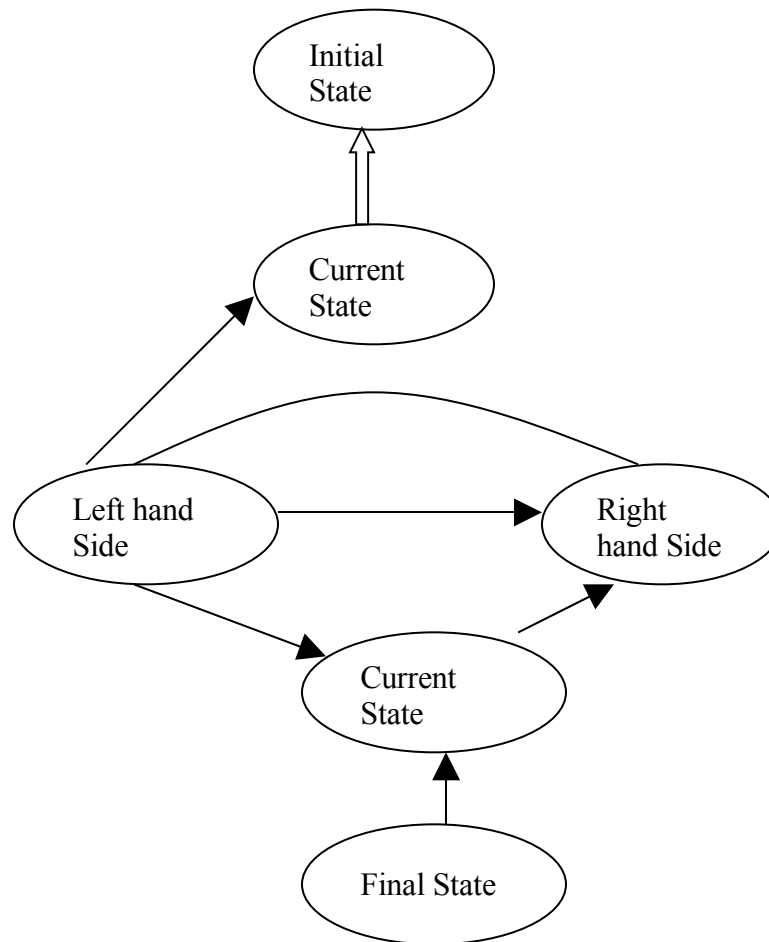 Initial
State
Current
State
Left hand
Side
Right
hand Side
Current
State
Final State